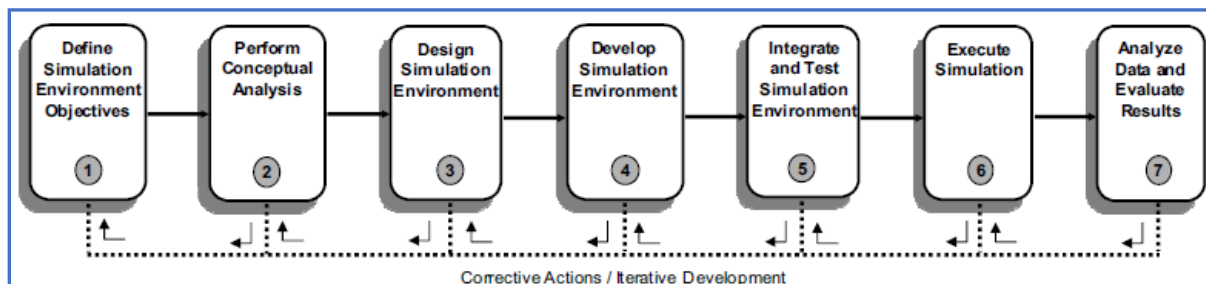 Define
Simulation
Environment
Objectives
1
Perform
Conceptual
Analysis
2
Design
Simulation
Environment
3
Develop
Simulation
Environment
4
Integrate
and Test
Simulation
Environment
5
Execute
Simulation
6
Analyze
Data and
Evaluate
Results
7
Corrective Actions / Iterative Development